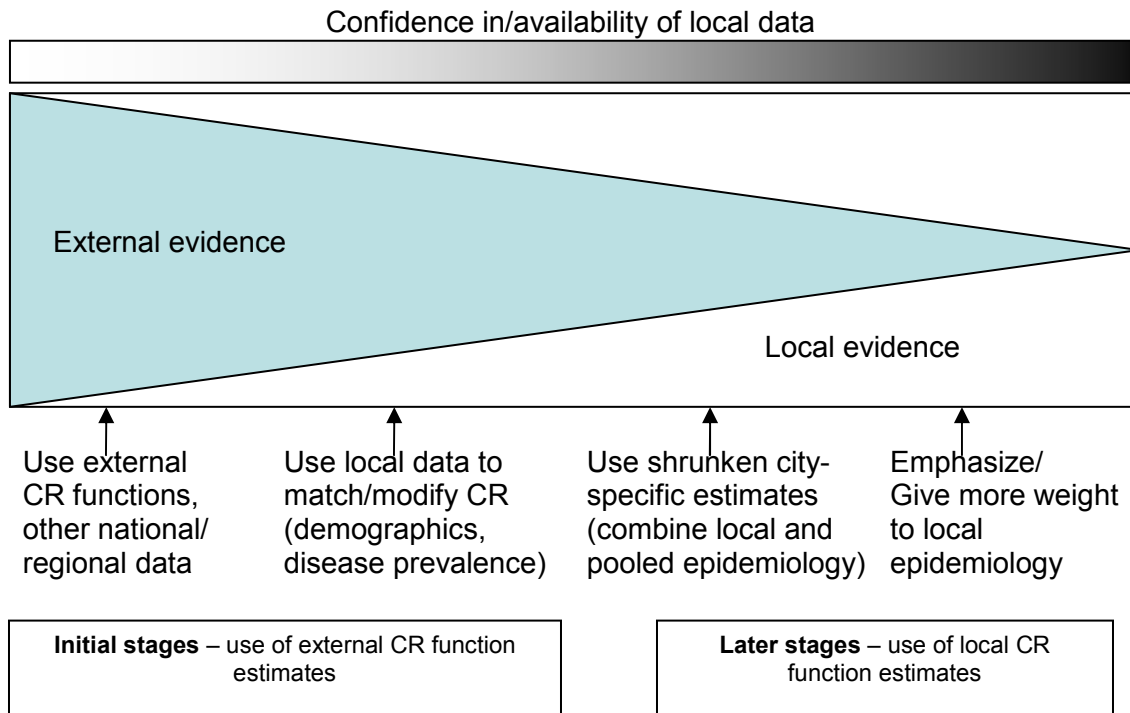 Confidence in/availability of local data
External evidence
Local evidence
Use external
CR functions,
other national/
regional data
Use local data to
match/modify CR
(demographics,
disease prevalence)
Use shrunken city-
specific estimates
(combine local and
pooled epidemiology)
Emphasize/
Give more weight
to local
epidemiology
Initial stages – use of external CR function
estimates
Later stages – use of local CR
function estimates